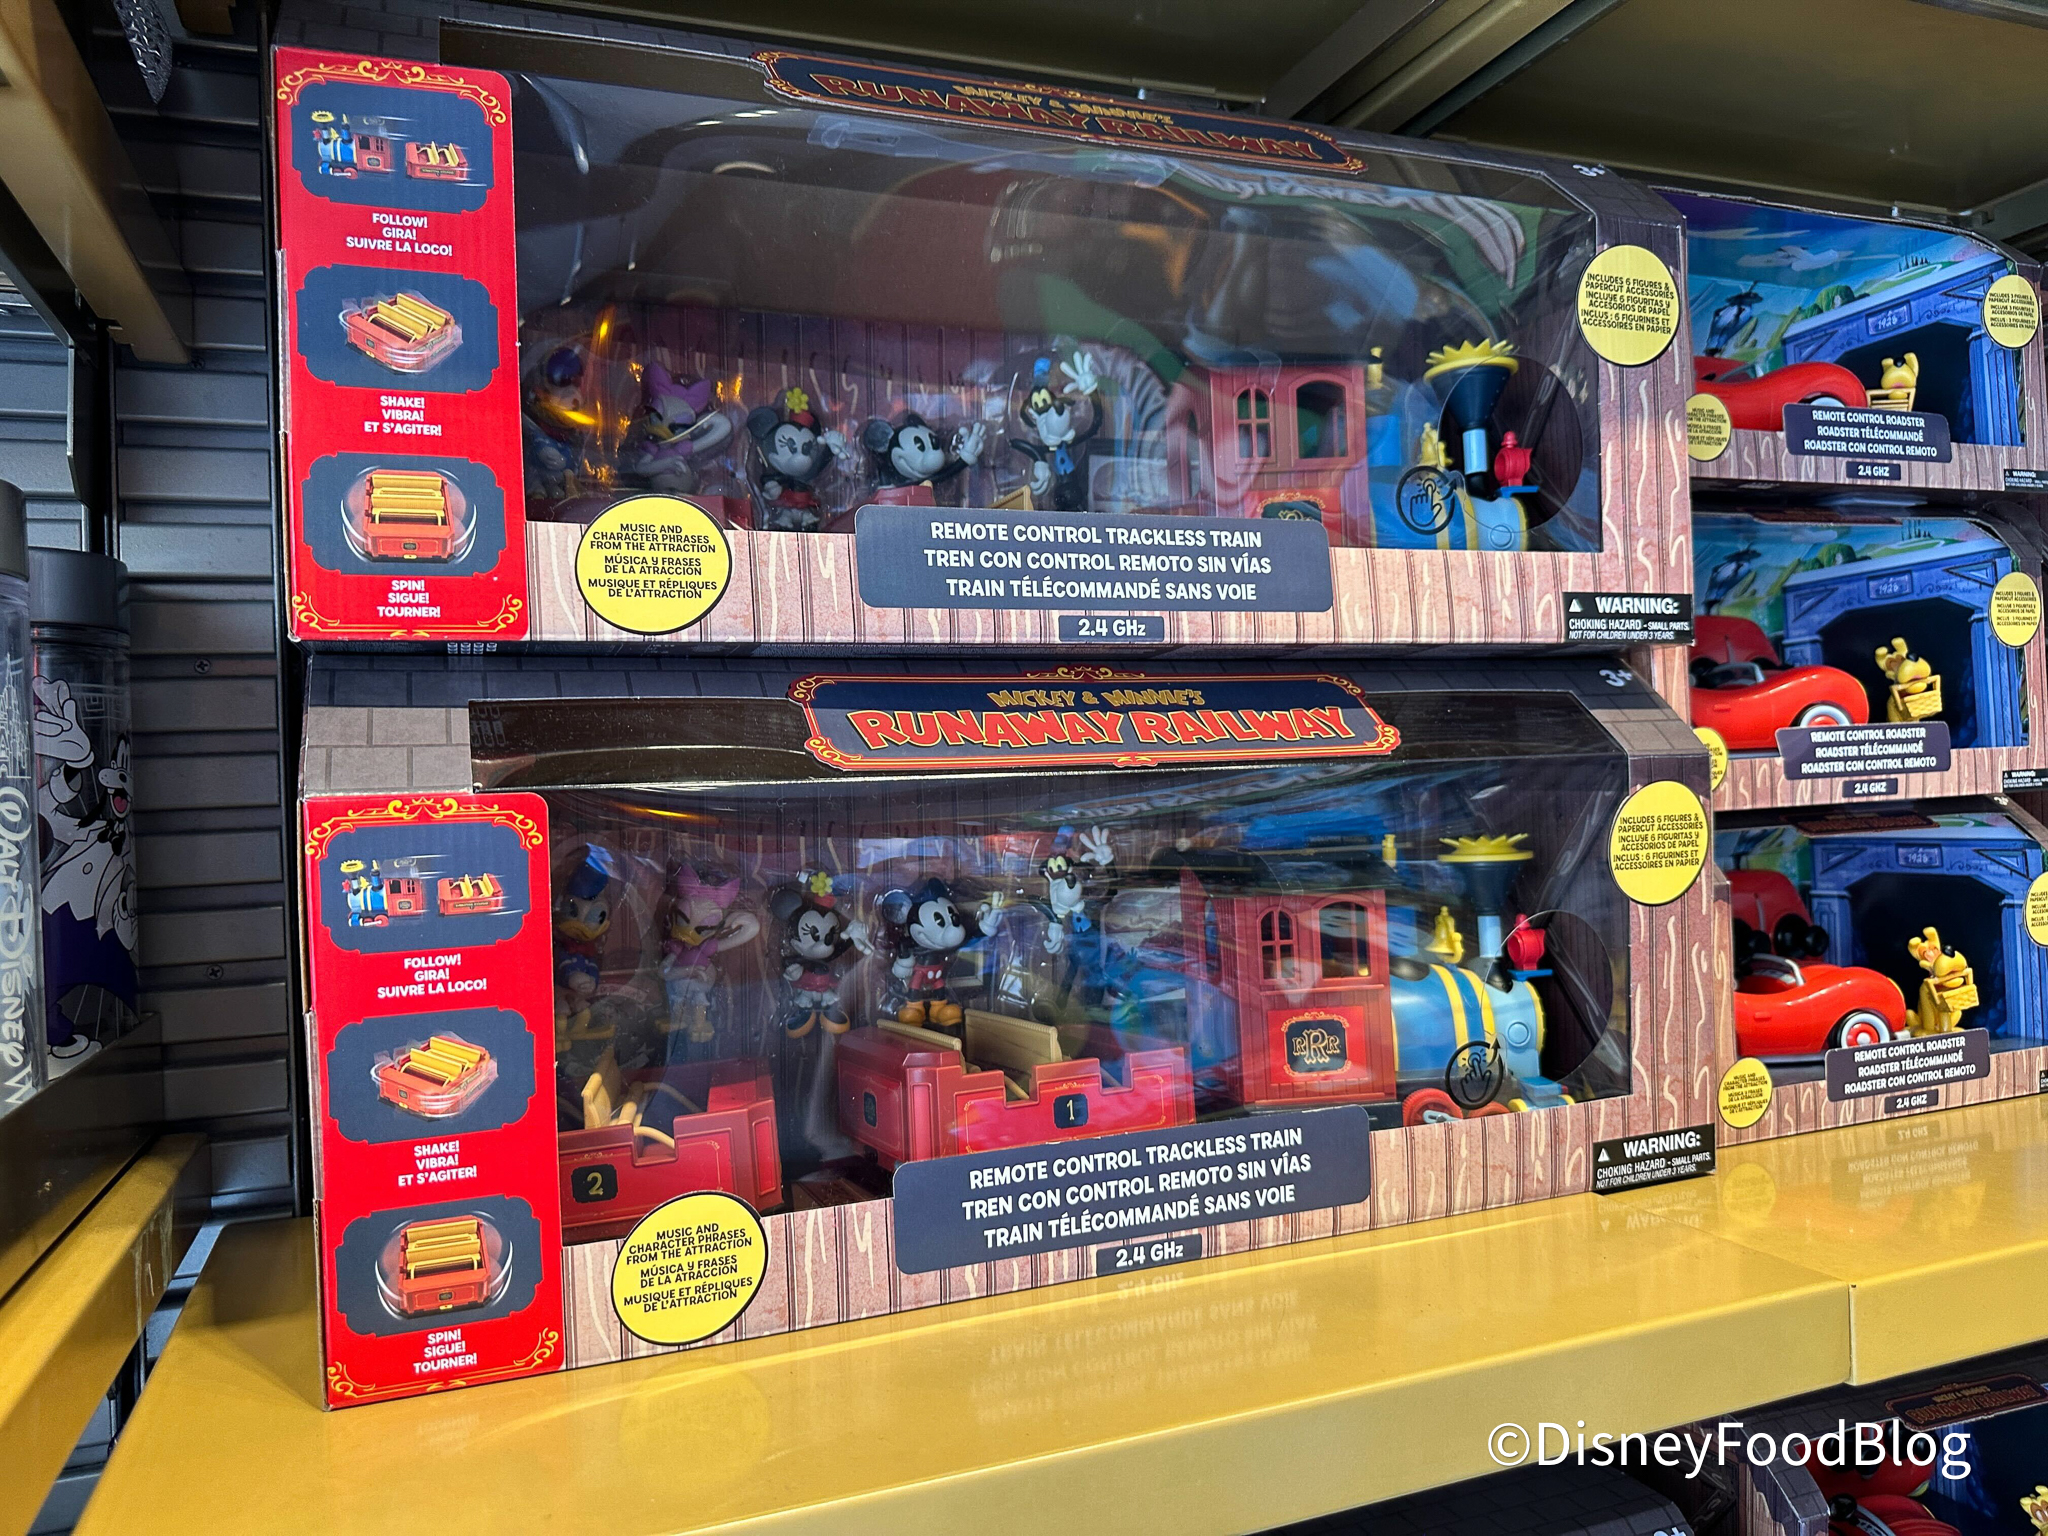 MICKEY & MINNIE'S
RUNAWAY RAILWAY
3+
FOLLOW!
GIRA!
SUIVRE LA LOCO!
SHAKE!
VIBRA!
ET S'AGITER!
SPIN!
SIGUE!
TOURNER!
INCLUDES 6 FIGURES &
PAPERCUT ACCESSORIES
INCLUYE 6 FIGURITAS Y
ACCESORIOS DE PAPEL
INCLUS : 6 FIGURINES ET
ACCESSOIRES EN PAPIER
MUSIC AND
CHARACTER PHRASES
FROM THE ATTRACTION
MÚSICA Y FRASES
DE LA ATRACCIÓN
MUSIQUE ET RÉPLIQUES
DE L'ATTRACTION
REMOTE CONTROL TRACKLESS TRAIN
TREN CON CONTROL REMOTO SIN VÍAS
TRAIN TÉLÉCOMMANDÉ SANS VOIE
2.4 GHz
WARNING:
CHOKING HAZARD - SMALL PARTS.
NOT FOR CHILDREN UNDER 3 YEARS.
MICKEY & MINNIE'S
RUNAWAY RAILWAY
3+
FOLLOW!
GIRA!
SUIVRE LA LOCO!
SHAKE!
VIBRA!
ET S'AGITER!
SPIN!
SIGUE!
TOURNER!
INCLUDES 6 FIGURES &
PAPERCUT ACCESSORIES
INCLUYE 6 FIGURITAS Y
ACCESORIOS DE PAPEL
INCLUS : 6 FIGURINES ET
ACCESSOIRES EN PAPIER
RRR
1
2
MUSIC AND
CHARACTER PHRASES
FROM THE ATTRACTION
MÚSICA Y FRASES
DE LA ATRACCIÓN
MUSIQUE ET RÉPLIQUES
DE L'ATTRACTION
REMOTE CONTROL TRACKLESS TRAIN
TREN CON CONTROL REMOTO SIN VÍAS
TRAIN TÉLÉCOMMANDÉ SANS VOIE
2.4 GHz
WARNING:
CHOKING HAZARD - SMALL PARTS.
NOT FOR CHILDREN UNDER 3 YEARS.
1928
REMOTE CONTROL ROADSTER
ROADSTER TÉLÉCOMMANDÉ
ROADSTER CON CONTROL REMOTO
2.4 GHZ
WARNING:
1928
REMOTE CONTROL ROADSTER
ROADSTER TÉLÉCOMMANDÉ
ROADSTER CON CONTROL REMOTO
2.4 GHZ
WARNING:
1928
REMOTE CONTROL ROADSTER
ROADSTER TÉLÉCOMMANDÉ
ROADSTER CON CONTROL REMOTO
2.4 GHZ
WALT DISNEY W
©DisneyFoodBlog